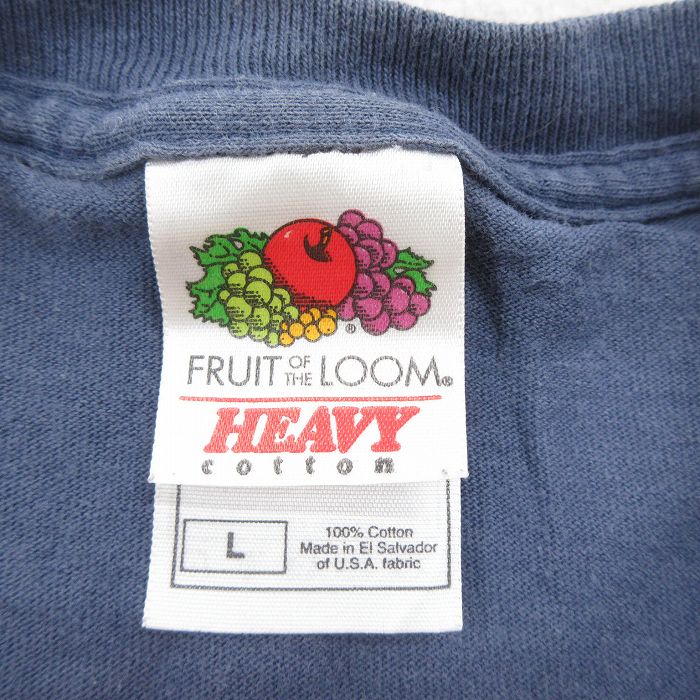 ®
FRUIT OF THE LOOM®
HEAVY
cotton
L
100% Cotton
Made in El Salvador
of U.S.A. fabric